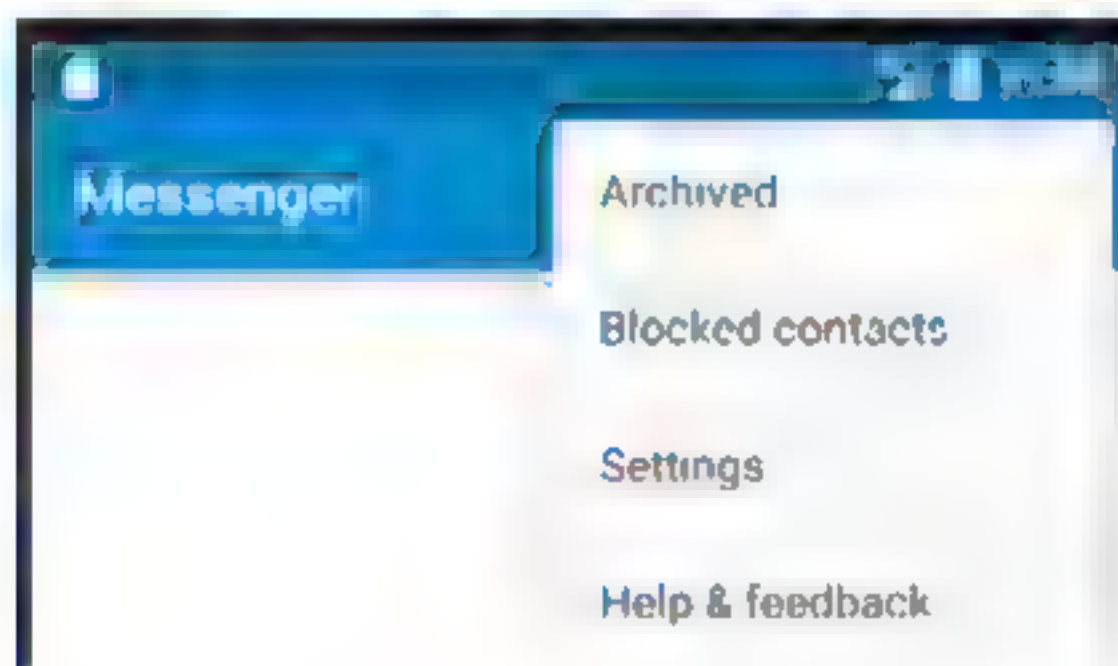 Messenger
Archived
Blocked contacts
Settings
Help & feedback